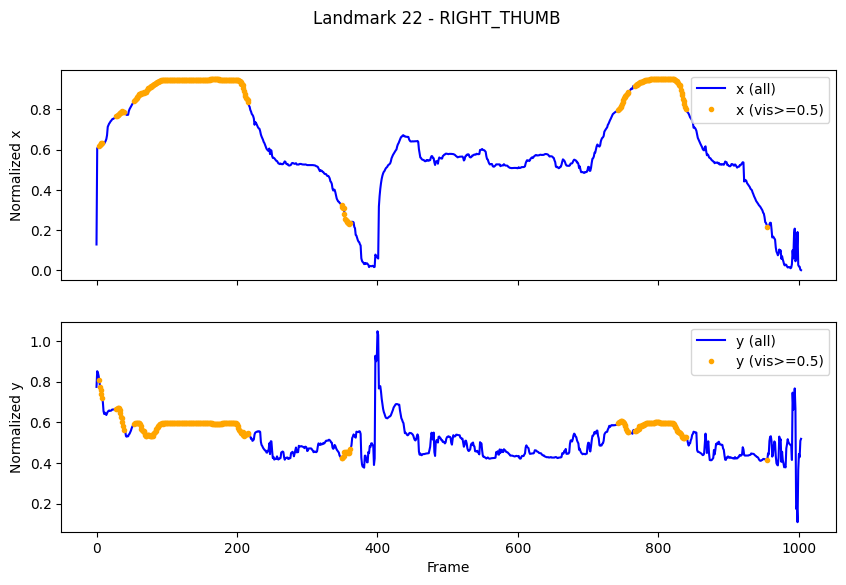 Landmark 22 - RIGHT_THUMB
Normalized x
0.8
0.6
0.4
0.2
0.0
x (all)
x (vis>=0.5)
Normalized y
1.0
0.8
0.6
0.4
0.2
y (all)
y (vis>=0.5)
0
200
400
600
800
1000
Frame